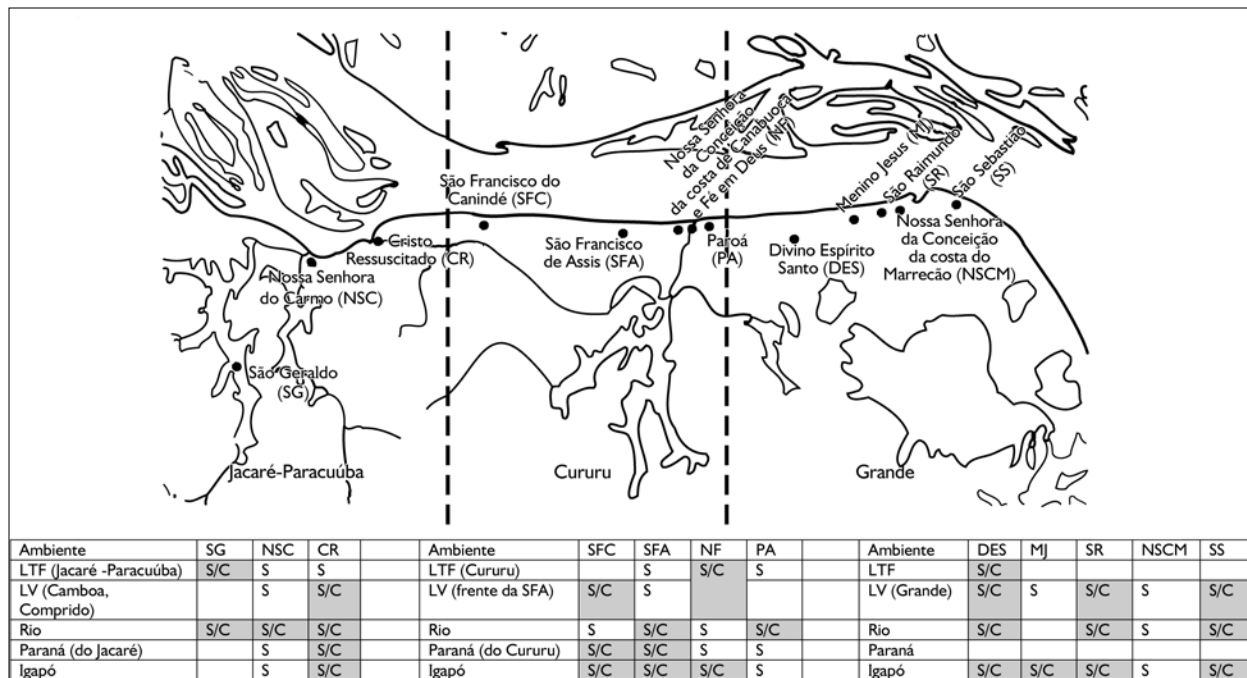 Nossa Senhora
da Conceição
da costa de Canabuoca
e Fé em Deus (NF)
Menino Jesus (MJ)
São Raimundo
(SR)
São Sebastião
(SS)
São Francisco do
Canindé (SFC)
Cristo
Ressuscitado (CR)
São Francisco
de Assis (SFA)
Paroá
(PA)
Divino Espírito
Santo (DES)
Nossa Senhora
da Conceição
da costa do
Marrecão (NSCM)
Nossa Senhora
do Carmo (NSC)
São Geraldo
(SG)
Jacaré-Paracuúba
Cururu
Grande
Ambiente SG NSC CR Ambiente SFC SFA NF PA Ambiente DES MJ SR NSCM SS
LTF (Jacaré -Paracuúba) S/C S S LTF (Cururu) S S/C S LTF S/C
LV (Camboa, S S/C LV (frente da SFA) S/C S LV (Grande) S/C S S/C S S/C
Comprido)
Rio S/C S/C S/C Rio S S/C S S/C Rio S/C S/C S S/C
Paraná (do Jacaré) S S/C Paraná (do Cururu) S/C S/C S S Paraná
Igapó S S/C Igapó S/C S/C S/C S Igapó S/C S/C S/C S S/C